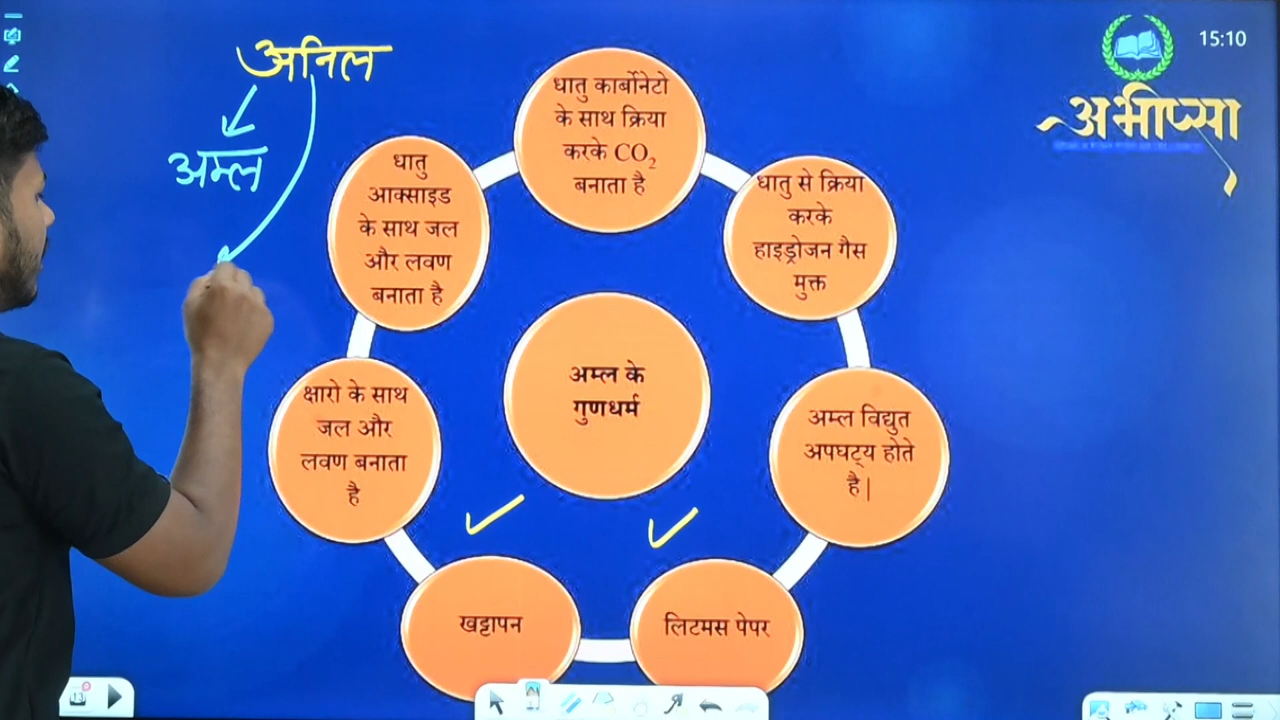 अनिल
अम्ल
15:10
अभीप्सा
धातु कार्बोनेटो
के साथ क्रिया
करके CO₂
बनाता है
धातु से क्रिया
करके
हाइड्रोजन गैस
मुक्त
अम्ल विद्युत
अपघट्य होते
है|
लिटमस पेपर
खट्टापन
क्षारो के साथ
जल और
लवण बनाता
है
धातु
आक्साइड
के साथ जल
और लवण
बनाता है
अम्ल के
गुणधर्म
13